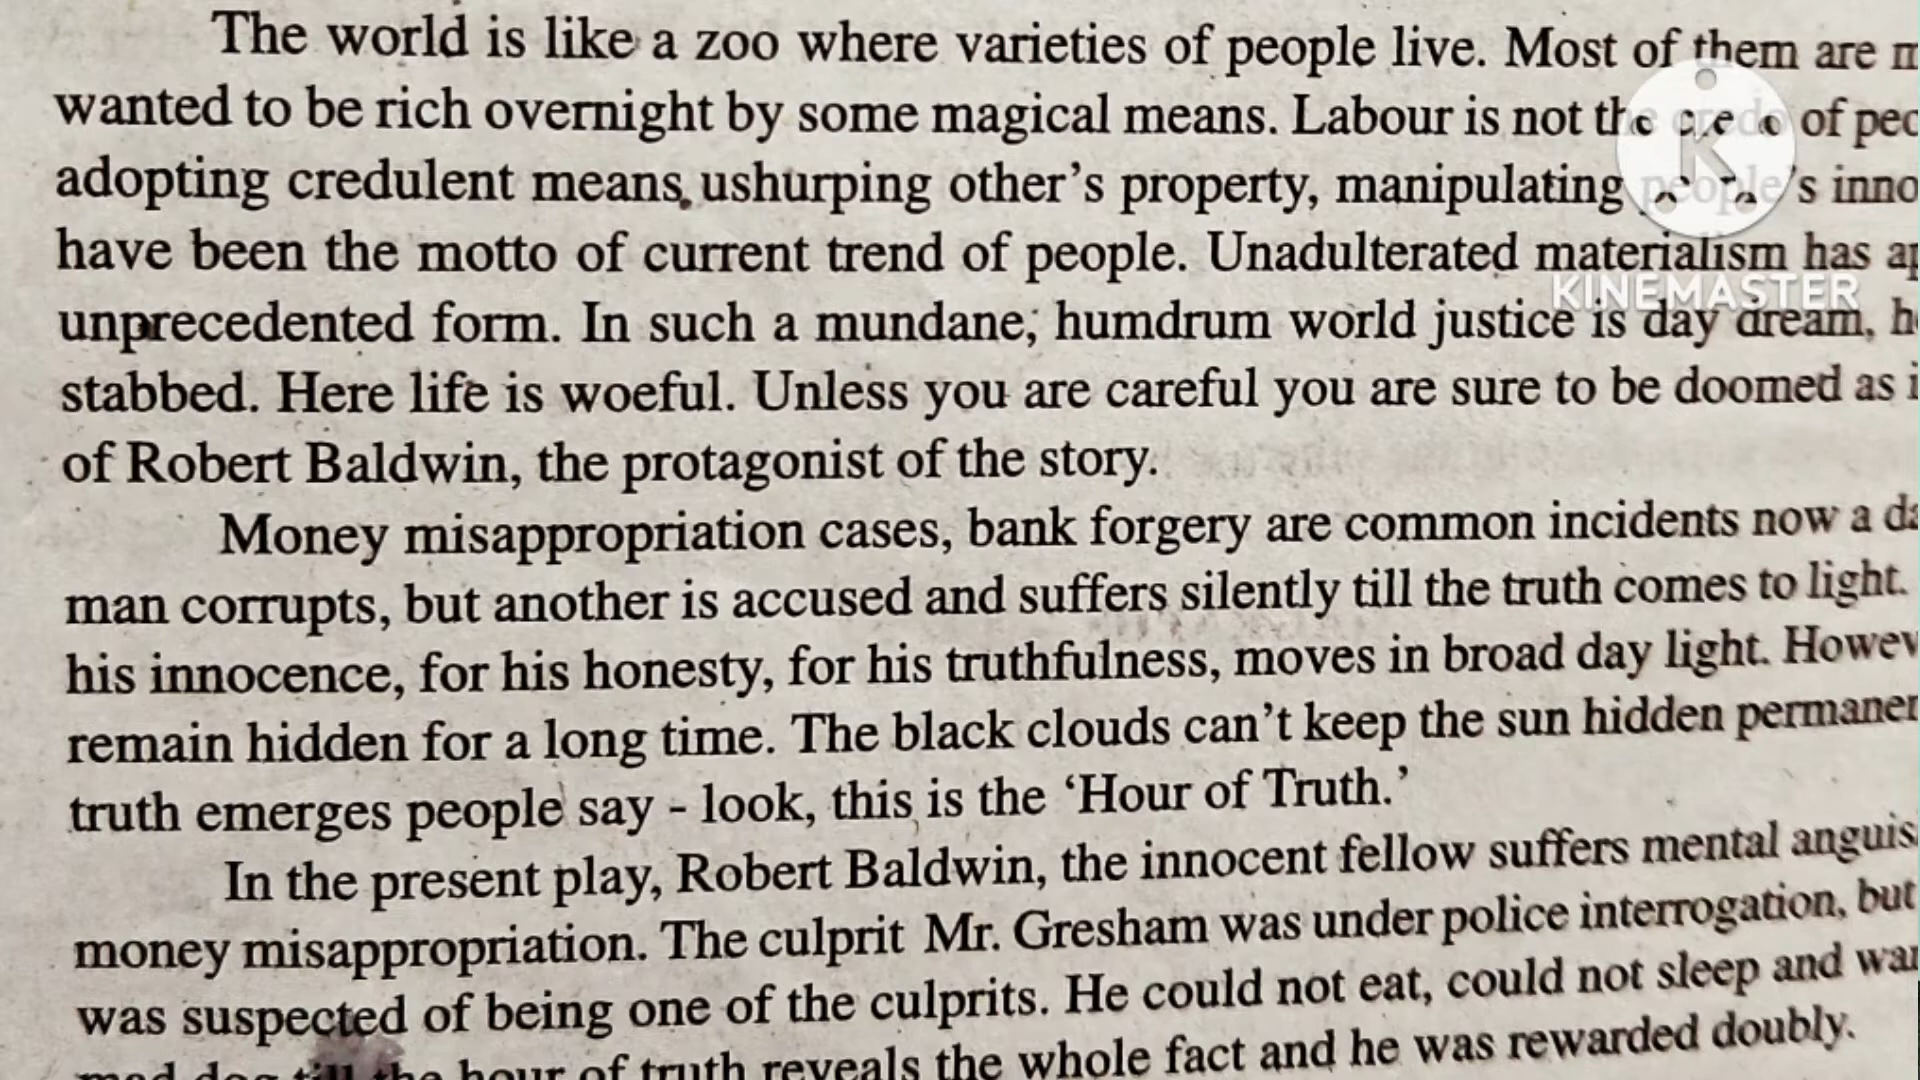 The world is like a zoo where varieties of people live. Most of them are
wanted to be rich overnight by some magical means. Labour is not the credo of
adopting credulent means, ushurping other's property, manipulating people's
have been the motto of current trend of people. Unadulterated materialism has
KINEMASTER
unprecedented form. In such a mundane, humdrum world justice is day dream,
stabbed. Here life is woeful. Unless you are careful you are sure to be doomed as
of Robert Baldwin, the protagonist of the story.
Money misappropriation cases, bank forgery are common incidents now a
man corrupts, but another is accused and suffers silently till the truth comes to light.
his innocence, for his honesty, for his truthfulness, moves in broad day light.
remain hidden for a long time. The black clouds can't keep the sun hidden
truth emerges people say - look, this is the 'Hour of Truth.'
In the present play, Robert Baldwin, the innocent fellow suffers mental
money misappropriation. The culprit Mr. Gresham was under police interrogation, but
was suspected of being one of the culprits. He could not eat, could not sleep and
mad dog till the hour of truth reveals the whole fact and he was rewarded doubly.